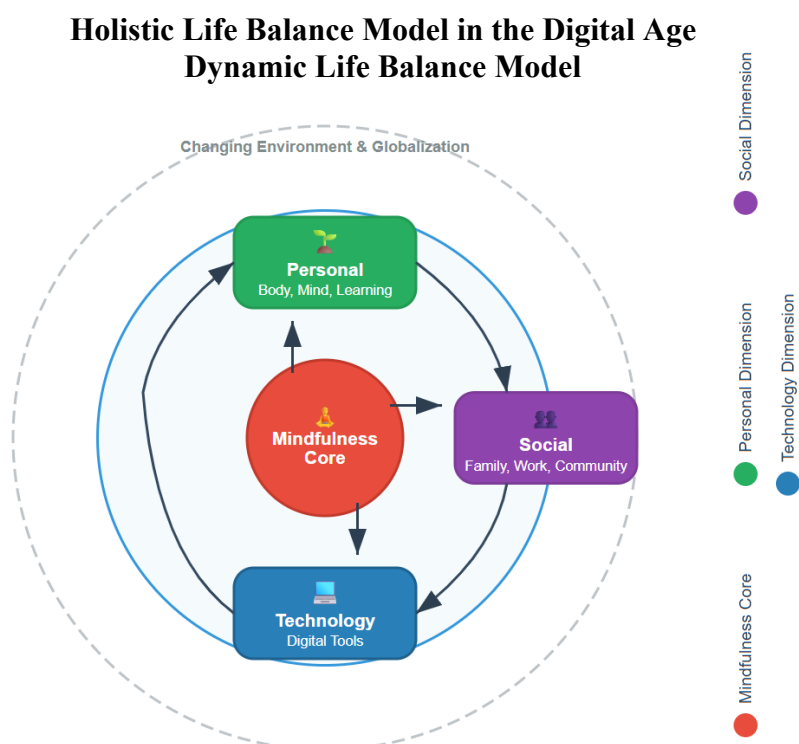 Holistic Life Balance Model in the Digital Age
Dynamic Life Balance Model
Changing Environment & Globalization
Personal
Body, Mind, Learning
Mindfulness
Core
Social
Family, Work, Community
Technology
Digital Tools
Social Dimension
Personal Dimension
Technology Dimension
Mindfulness Core